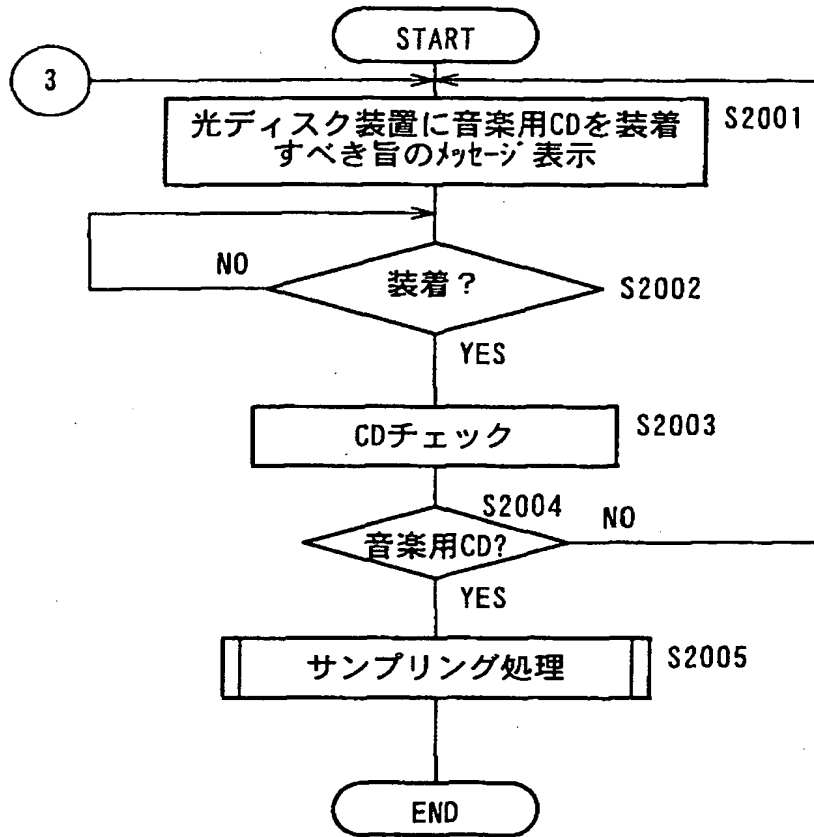 START
3
光ディスク装置に音楽用CDを装着
すべき旨のﾒｯｾｰｼﾞ表示
S2001
NO
装着?
S2002
YES
CDチェック
S2003
S2004
音楽用CD?
NO
YES
サンプリング処理
S2005
END